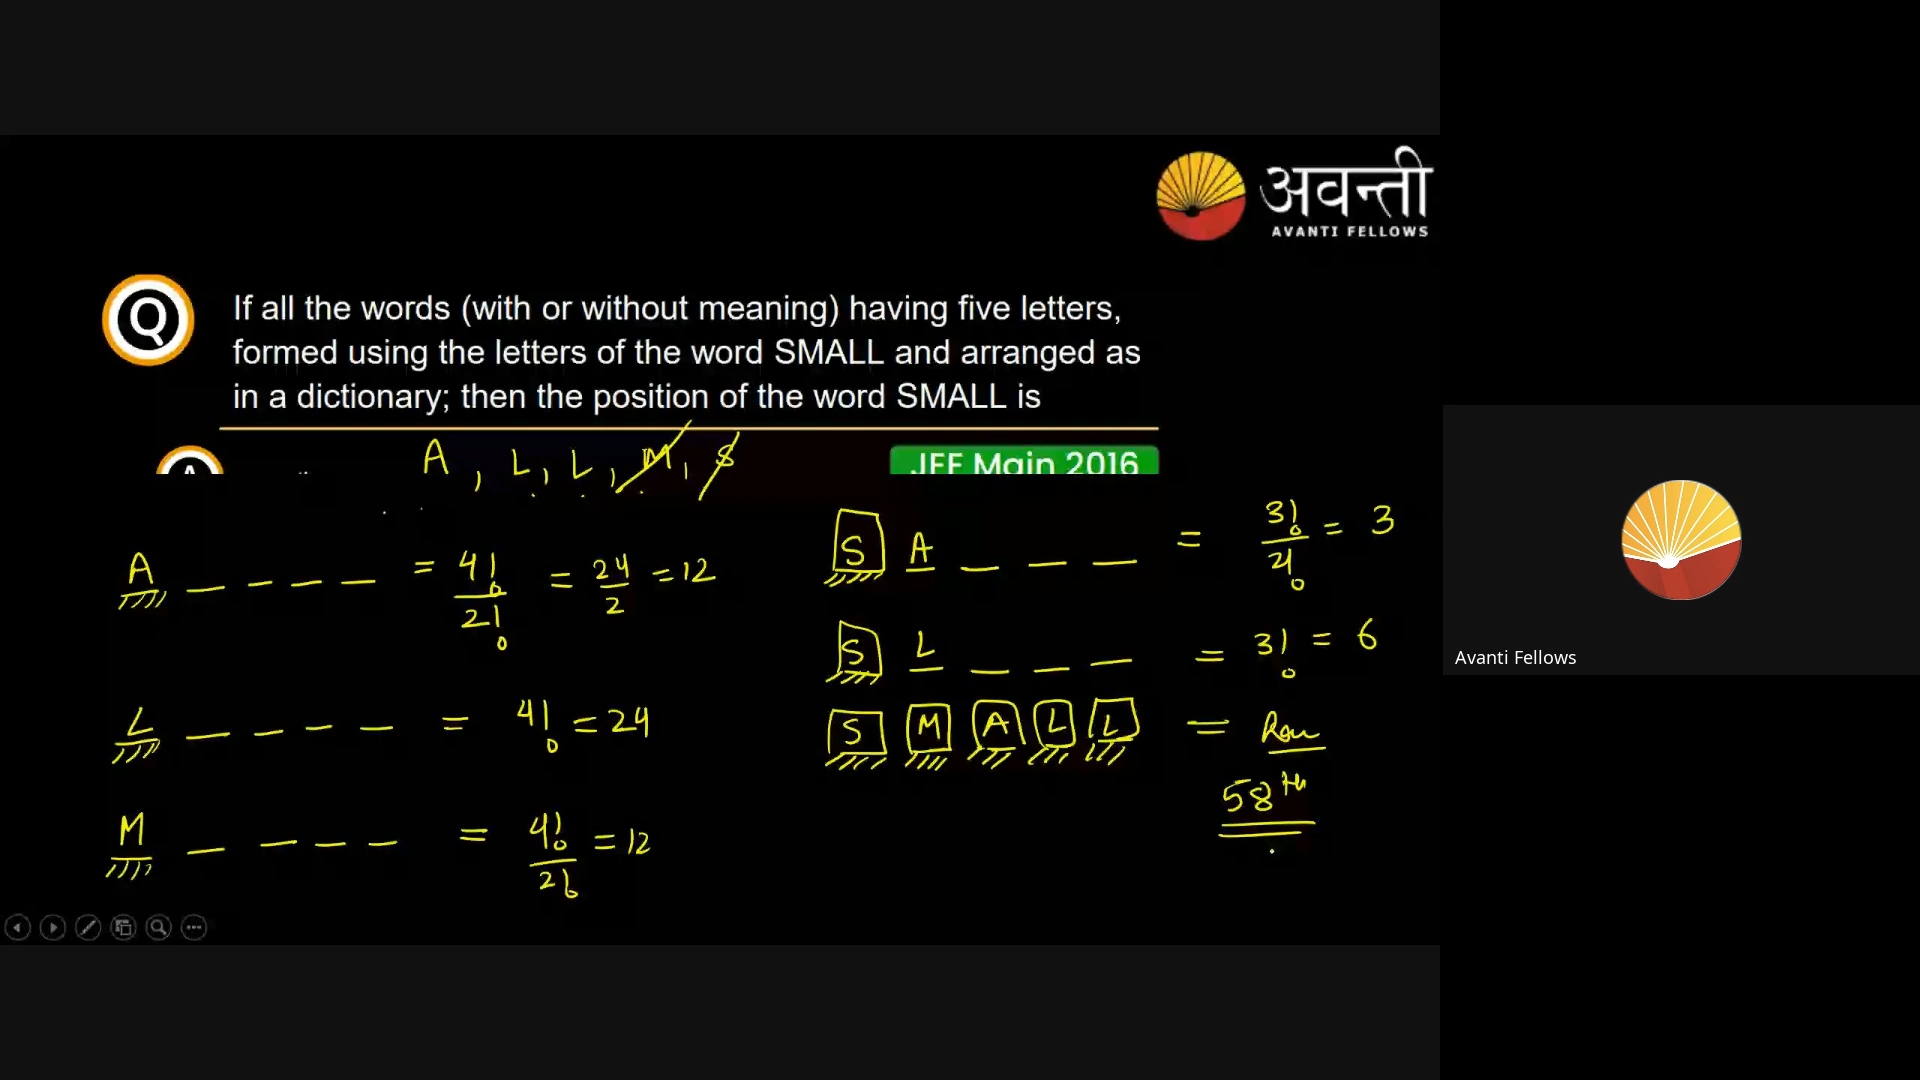 अवन्ती
AVANTI FELLOWS
Q
If all the words (with or without meaning) having five letters,
formed using the letters of the word SMALL and arranged as
in a dictionary; then the position of the word SMALL is
A, L, L, M, S
JEE Main 2016
A _ _ _ _ = 4!/2! = 24/2 = 12
L _ _ _ _ = 4! = 24
M _ _ _ _ = 4!/2! = 12
S A _ _ _ = 3!/2! = 3
S L _ _ _ = 3! = 6
S M A L L =
58th
Avanti Fellows